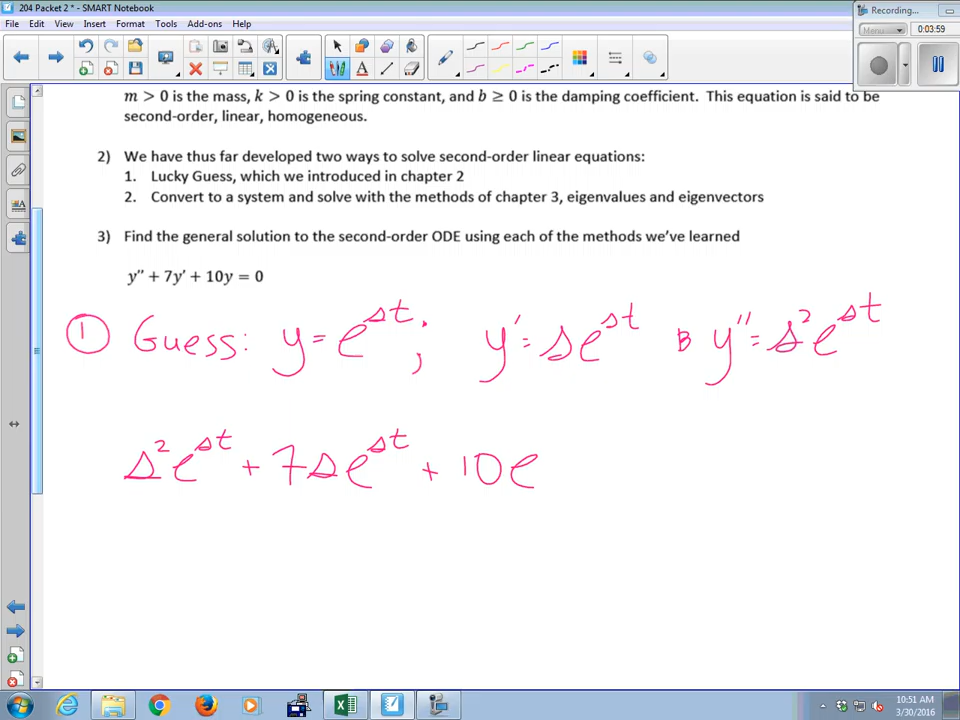 204 Packet 2 * - SMART Notebook
Recording...
File Edit View Insert Format Tools Add-ons Help
Menu 0:03:59
m > 0 is the mass, k > 0 is the spring constant, and b ≥ 0 is the damping coefficient. This equation is said to be
second-order, linear, homogeneous.
2) We have thus far developed two ways to solve second-order linear equations:
1. Lucky Guess, which we introduced in chapter 2
2. Convert to a system and solve with the methods of chapter 3, eigenvalues and eigenvectors
3) Find the general solution to the second-order ODE using each of the methods we've learned
y'' + 7y' + 10y = 0
① Guess: y = e^{st}; y' = se^{st} y'' = s²e^{st}
s²e^{st} + 7se^{st} + 10e
10:51 AM
3/30/2016